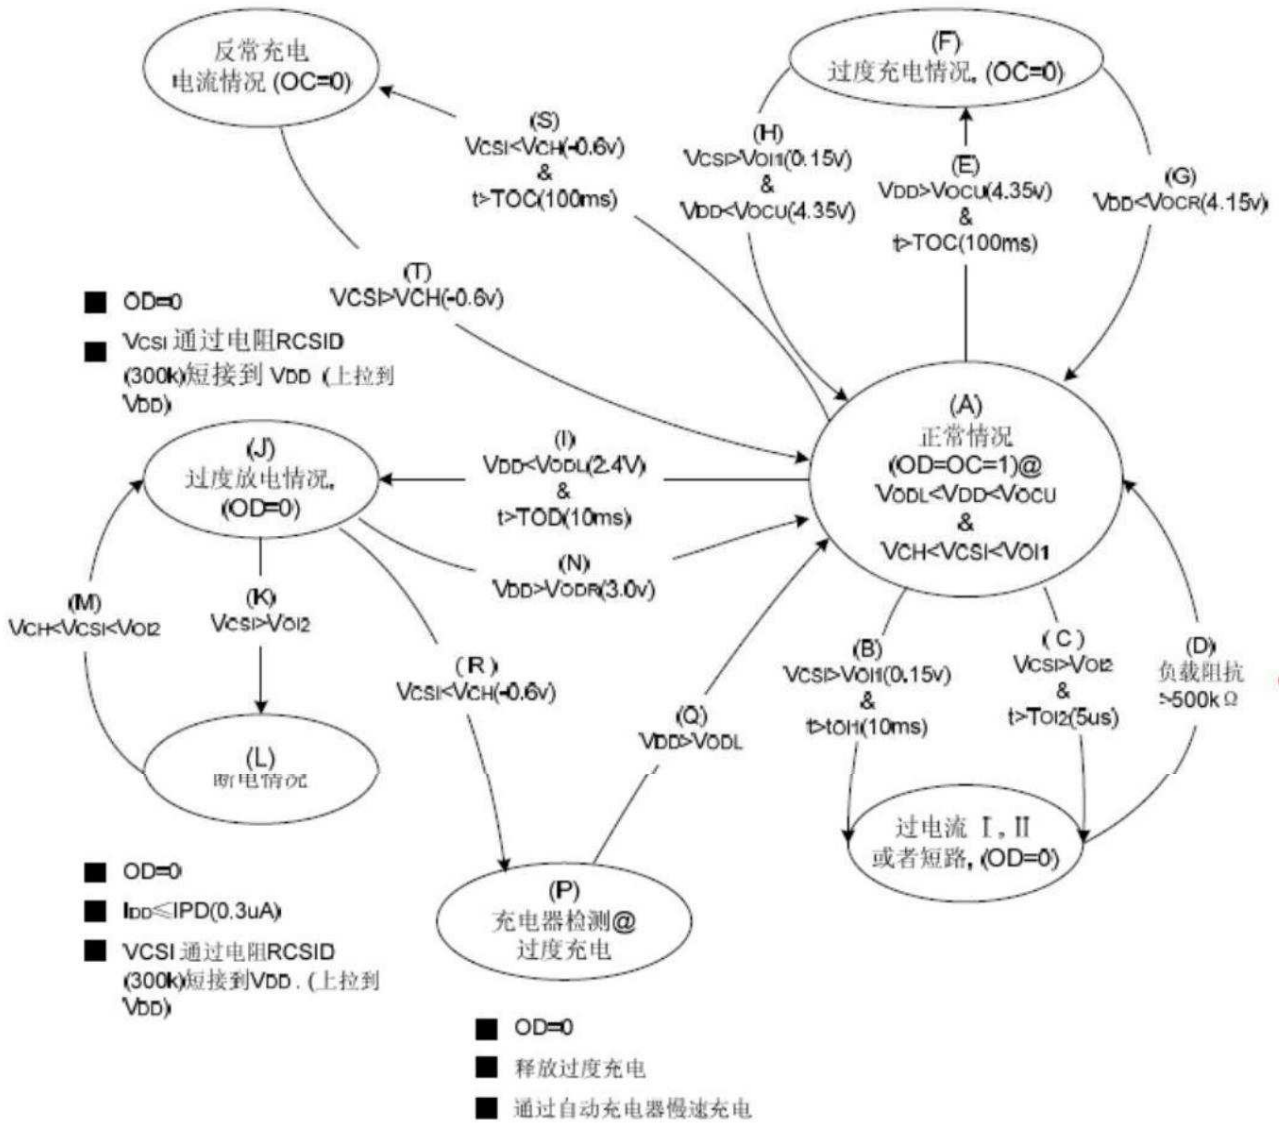 反常充电
电流情况 (OC=0)
(F)
过度充电情况, (OC=0)
(S)
VCSI<VCH(-0.6v)
&
t>TOC(100ms)
(H)
VCSI>VOI1(0.15v)
&
VDD<VOCU(4.35v)
(E)
VDD>VOCU(4.35v)
&
t>TOC(100ms)
(G)
VDD<VOCR(4.15v)
(T)
VCSI>VCH(-0.6v)
OD=0
VCSI 通过电阻RCSID
(300k)短接到 VDD (上拉到
VDD)
(A)
正常情况
(OD=OC=1)@
VODL<VDD<VOCU
&
VCH<VCSI<VOI1
(J)
过度放电情况,
(OD=0)
(I)
VDD<VODL(2.4V)
&
t>TOD(10ms)
(N)
VDD>VODR(3.0v)
(M)
VCH<VCSI<VOI2
(K)
VCSI>VOI2
(R)
VCSI<VCH(-0.6v)
(B)
VCSI>VOI1(0.15v)
&
t>tOI1(10ms)
(C)
VCSI>VOI2
&
t>TOI2(5us)
(D)
负载阻抗
>500kΩ
(Q)
VDD>VODL
(L)
断电情况
过电流 Ⅰ, Ⅱ
或者短路, (OD=0)
OD=0
IDD≤IPD(0.3uA)
VCSI 通过电阻RCSID
(300k)短接到VDD. (上拉到
VDD)
(P)
充电器检测@
过度充电
OD=0
释放过度充电
通过自动充电器慢速充电